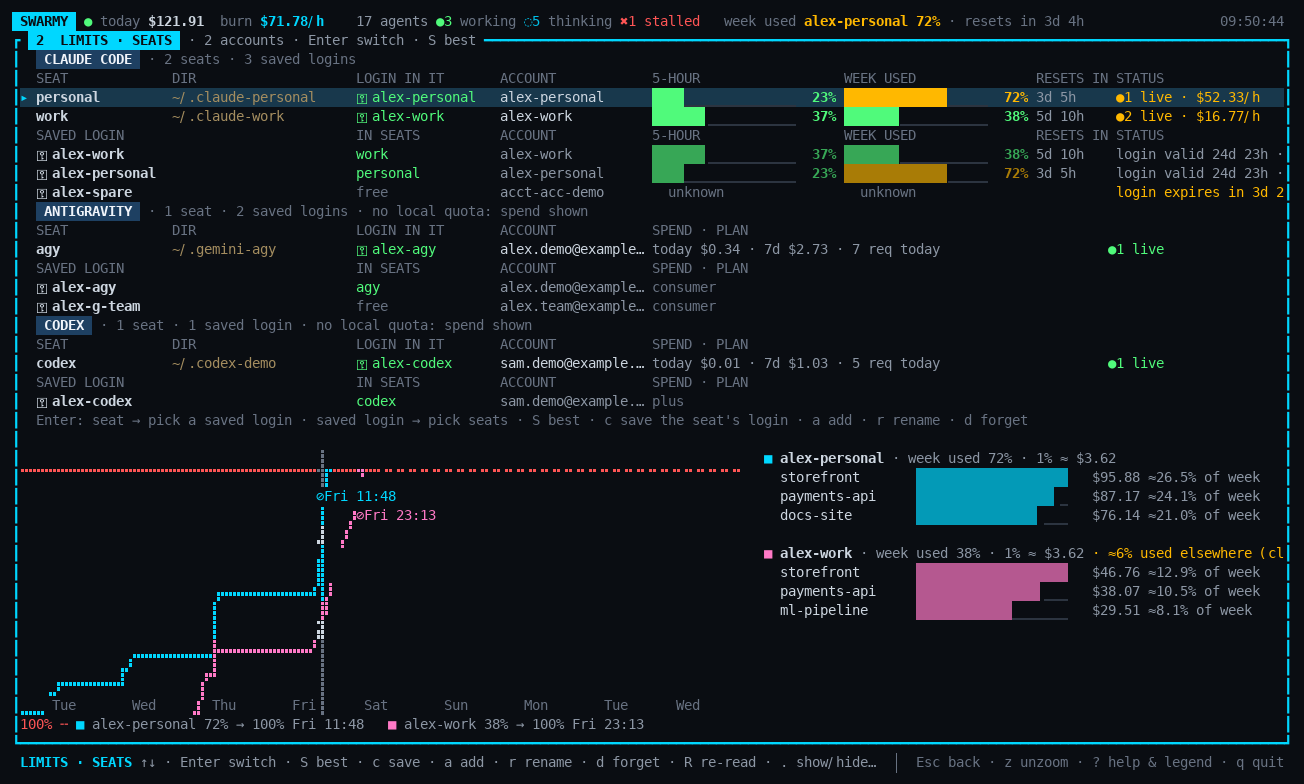 SWARMY ● today $121.91 burn $71.78/h 17 agents ●3 working ◌5 thinking ✖1 stalled week used alex-personal 72% · resets in 3d 4h 09:50:44
2 LIMITS · SEATS · 2 accounts · Enter switch · S best
CLAUDE CODE · 2 seats · 3 saved logins
SEAT DIR LOGIN IN IT ACCOUNT 5-HOUR WEEK USED RESETS IN STATUS
▸ personal ~/.claude-personal ⚿ alex-personal alex-personal 23% 72% 3d 5h ●1 live · $52.33/h
work ~/.claude-work ⚿ alex-work alex-work 37% 38% 5d 10h ●2 live · $16.77/h
SAVED LOGIN IN SEATS ACCOUNT 5-HOUR WEEK USED RESETS IN STATUS
⚿ alex-work work alex-work 37% 38% 5d 10h login valid 24d 23h ·
⚿ alex-personal personal alex-personal 23% 72% 3d 5h login valid 24d 23h ·
⚿ alex-spare free acct-acc-demo unknown unknown login expires in 3d 2
ANTIGRAVITY · 1 seat · 2 saved logins · no local quota: spend shown
SEAT DIR LOGIN IN IT ACCOUNT SPEND · PLAN
agy ~/.gemini-agy ⚿ alex-agy alex.demo@example… today $0.34 · 7d $2.73 · 7 req today ●1 live
SAVED LOGIN IN SEATS ACCOUNT SPEND · PLAN
⚿ alex-agy agy alex.demo@example… consumer
⚿ alex-g-team free alex.team@example… consumer
CODEX · 1 seat · 1 saved login · no local quota: spend shown
SEAT DIR LOGIN IN IT ACCOUNT SPEND · PLAN
codex ~/.codex-demo ⚿ alex-codex sam.demo@example.… today $0.01 · 7d $1.03 · 5 req today ●1 live
SAVED LOGIN IN SEATS ACCOUNT SPEND · PLAN
⚿ alex-codex codex sam.demo@example.… plus
Enter: seat → pick a saved login · saved login → pick seats · S best · c save the seat's login · a add · r rename · d forget
⊘Fri 11:48
⊘Fri 23:13
Tue Wed Thu Fri Sat Sun Mon Tue Wed
100% ╌ ■ alex-personal 72% → 100% Fri 11:48 ■ alex-work 38% → 100% Fri 23:13
■ alex-personal · week used 72% · 1% ≈ $3.62
storefront $95.88 ≈26.5% of week
payments-api $87.17 ≈24.1% of week
docs-site $76.14 ≈21.0% of week
■ alex-work · week used 38% · 1% ≈ $3.62 · ≈6% used elsewhere (cl
storefront $46.76 ≈12.9% of week
payments-api $38.07 ≈10.5% of week
ml-pipeline $29.51 ≈8.1% of week
LIMITS · SEATS ↑↓ · Enter switch · S best · c save · a add · r rename · d forget · R re-read · . show/hide… Esc back · z unzoom · ? help & legend · q quit